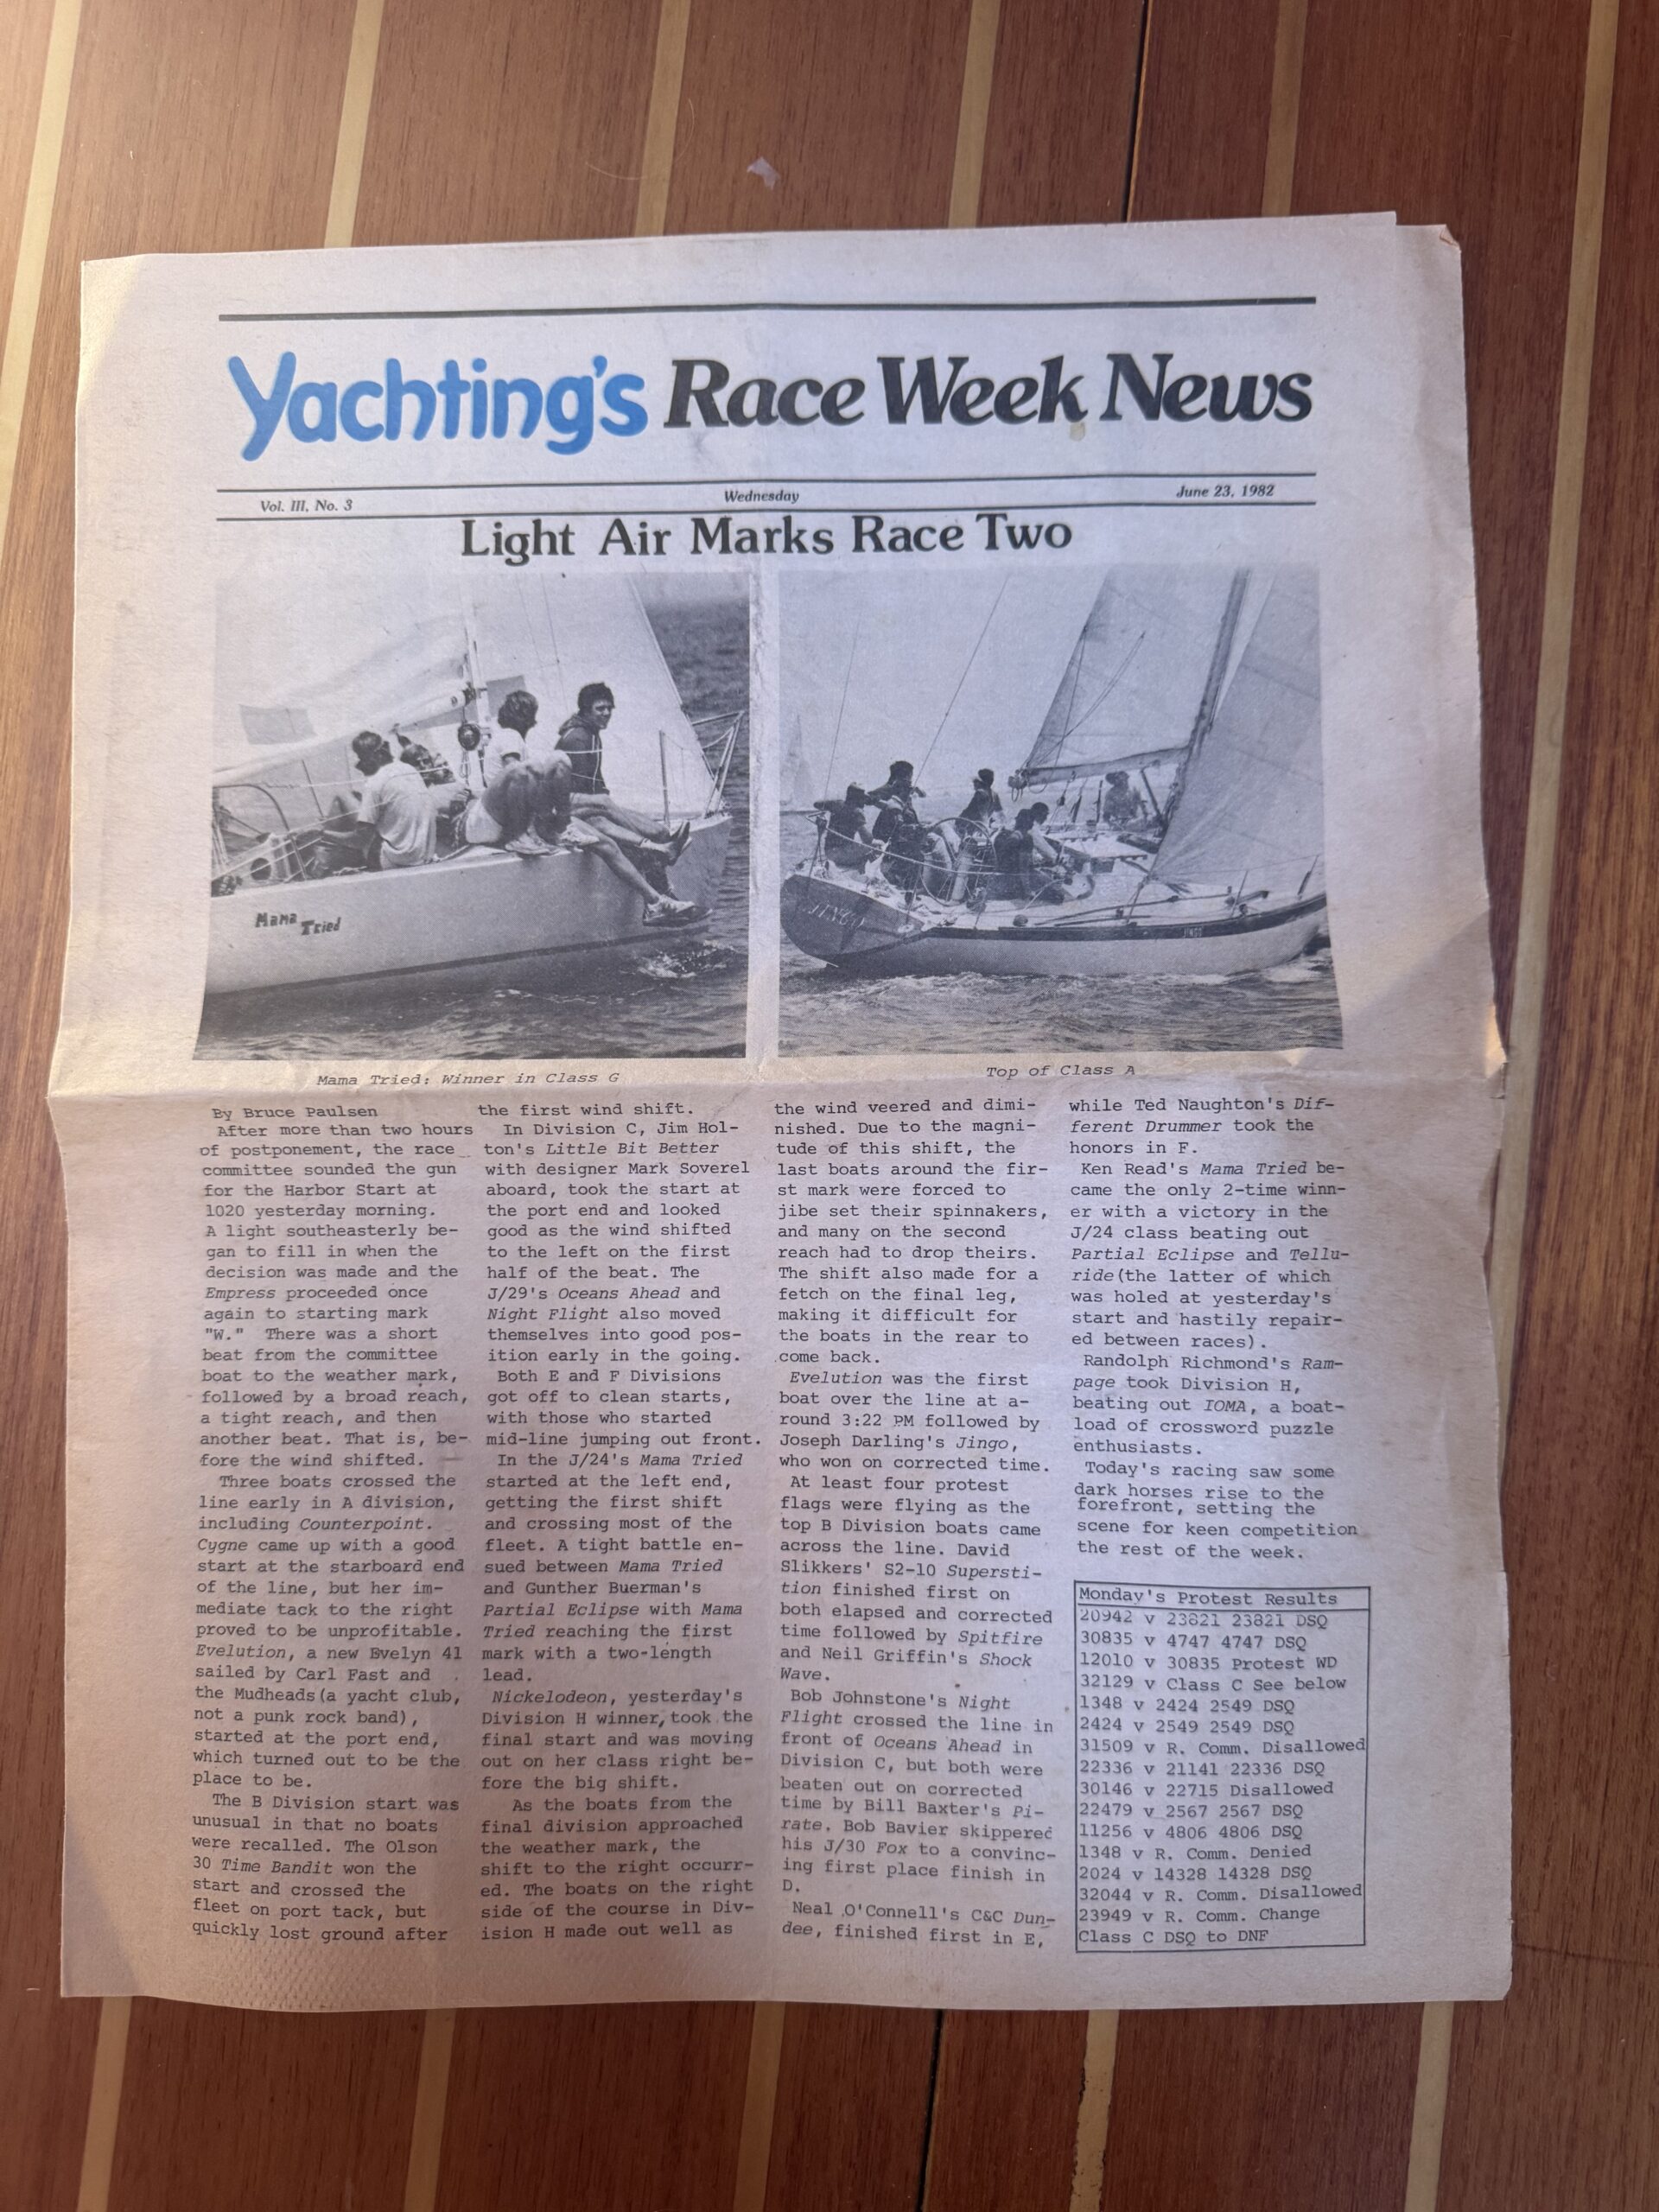 Yachting's Race Week News
Vol. III, No. 3 Wednesday June 23, 1982
Light Air Marks Race Two
Mama Tried
JINGO
JINGO
Mama Tried: Winner in Class G
Top of Class A
By Bruce Paulsen
After more than two hours
of postponement, the race
committee sounded the gun
for the Harbor Start at
1020 yesterday morning.
A light southeasterly be-
gan to fill in when the
decision was made and the
Empress proceeded once
again to starting mark
"W." There was a short
beat from the committee
boat to the weather mark,
followed by a broad reach,
a tight reach, and then
another beat. That is, be-
fore the wind shifted.
Three boats crossed the
line early in A division,
including Counterpoint.
Cygne came up with a good
start at the starboard end
of the line, but her im-
mediate tack to the right
proved to be unprofitable.
Evelution, a new Evelyn 41
sailed by Carl Fast and
the Mudheads(a yacht club,
not a punk rock band),
started at the port end,
which turned out to be the
place to be.
The B Division start was
unusual in that no boats
were recalled. The Olson
30 Time Bandit won the
start and crossed the
fleet on port tack, but
quickly lost ground after
the first wind shift.
In Division C, Jim Hol-
ton's Little Bit Better
with designer Mark Soverel
aboard, took the start at
the port end and looked
good as the wind shifted
to the left on the first
half of the beat. The
J/29's Oceans Ahead and
Night Flight also moved
themselves into good pos-
ition early in the going.
Both E and F Divisions
got off to clean starts,
with those who started
mid-line jumping out front.
In the J/24's Mama Tried
started at the left end,
getting the first shift
and crossing most of the
fleet. A tight battle en-
sued between Mama Tried
and Gunther Buerman's
Partial Eclipse with Mama
Tried reaching the first
mark with a two-length
lead.
Nickelodeon, yesterday's
Division H winner, took the
final start and was moving
out on her class right be-
fore the big shift.
As the boats from the
final division approached
the weather mark, the
shift to the right occurr-
ed. The boats on the right
side of the course in Div-
ision H made out well as
the wind veered and dimi-
nished. Due to the magni-
tude of this shift, the
last boats around the fir-
st mark were forced to
jibe set their spinnakers,
and many on the second
reach had to drop theirs.
The shift also made for a
fetch on the final leg,
making it difficult for
the boats in the rear to
come back.
Evelution was the first
boat over the line at a-
round 3:22 PM followed by
Joseph Darling's Jingo,
who won on corrected time.
At least four protest
flags were flying as the
top B Division boats came
across the line. David
Slikkers' S2-10 Supersti-
tion finished first on
both elapsed and corrected
time followed by Spitfire
and Neil Griffin's Shock
Wave.
Bob Johnstone's Night
Flight crossed the line in
front of Oceans Ahead in
Division C, but both were
beaten out on corrected
time by Bill Baxter's Pi-
rate. Bob Bavier skippered
his J/30 Fox to a convinc-
ing first place finish in
D.
Neal O'Connell's C&C Dun-
dee, finished first in E,
while Ted Naughton's Dif-
ferent Drummer took the
honors in F.
Ken Read's Mama Tried be-
came the only 2-time winn-
er with a victory in the
J/24 class beating out
Partial Eclipse and Tellu-
ride(the latter of which
was holed at yesterday's
start and hastily repair-
ed between races).
Randolph Richmond's Ram-
page took Division H,
beating out IOMA, a boat-
load of crossword puzzle
enthusiasts.
Today's racing saw some
dark horses rise to the
forefront, setting the
scene for keen competition
the rest of the week.
Monday's Protest Results
20942 v 23821 23821 DSQ
30835 v 4747 4747 DSQ
12010 v 30835 Protest WD
32129 v Class C See below
1348 v 2424 2549 DSQ
2424 v 2549 2549 DSQ
31509 v R. Comm. Disallowed
22336 v 21141 22336 DSQ
30146 v 22715 Disallowed
22479 v 2567 2567 DSQ
11256 v 4806 4806 DSQ
1348 v R. Comm. Denied
2024 v 14328 14328 DSQ
32044 v R. Comm. Disallowed
23949 v R. Comm. Change
Class C DSQ to DNF